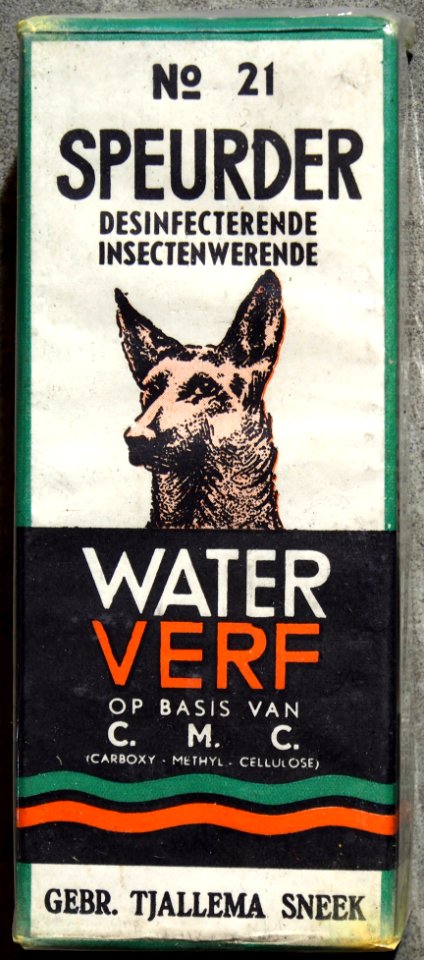 No 21
SPEURDER
DESINFECTERENDE
INSECTENWERENDE
WATER
VERF
OP BASIS VAN
C. M. C.
(CARBOXY - METHYL - CELLULOSE)
GEBR. TJALLEMA SNEEK